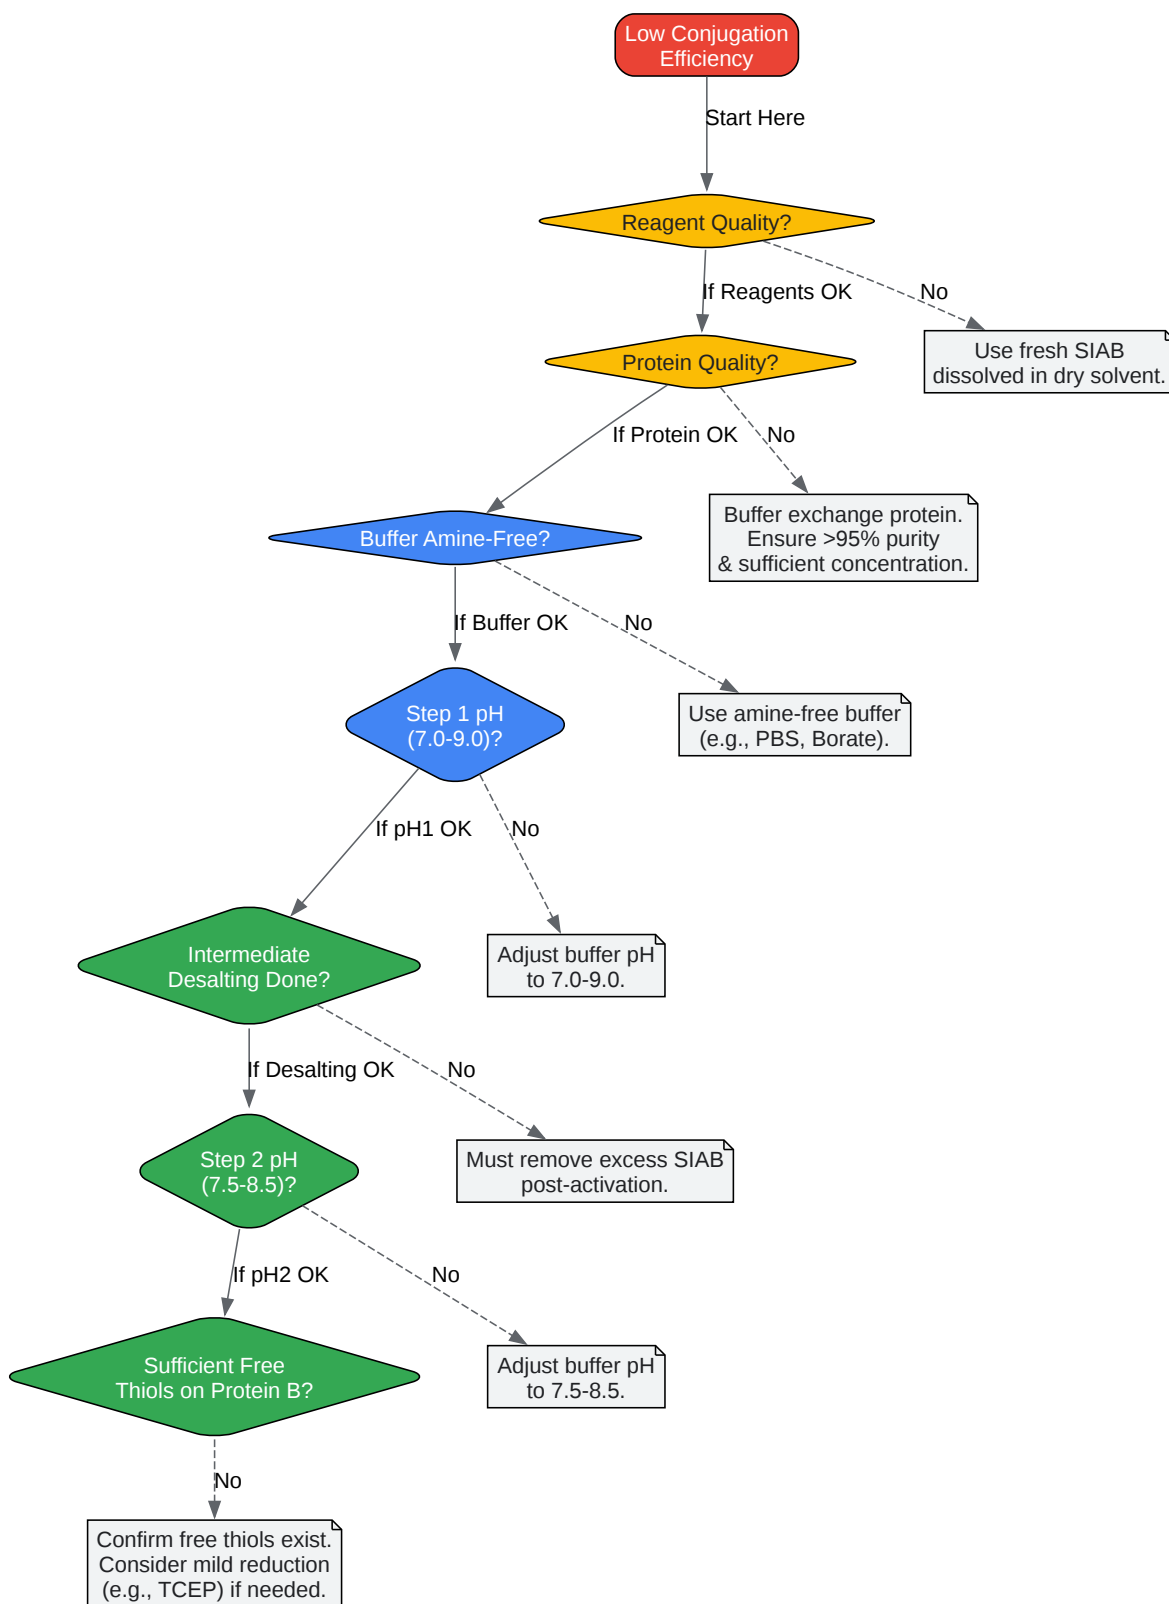 Low Conjugation
Efficiency
Start Here
Reagent Quality?
If Reagents OK
No
Use fresh SIAB
dissolved in dry solvent.
Protein Quality?
If Protein OK
No
Buffer exchange protein.
Ensure >95% purity
& sufficient concentration.
Buffer Amine-Free?
If Buffer OK
No
Use amine-free buffer
(e.g., PBS, Borate).
Step 1 pH
(7.0-9.0)?
If pH1 OK
No
Adjust buffer pH
to 7.0-9.0.
Intermediate
Desalting Done?
If Desalting OK
No
Must remove excess SIAB
post-activation.
Step 2 pH
(7.5-8.5)?
If pH2 OK
No
Adjust buffer pH
to 7.5-8.5.
Sufficient Free
Thiols on Protein B?
No
Confirm free thiols exist.
Consider mild reduction
(e.g., TCEP) if needed.